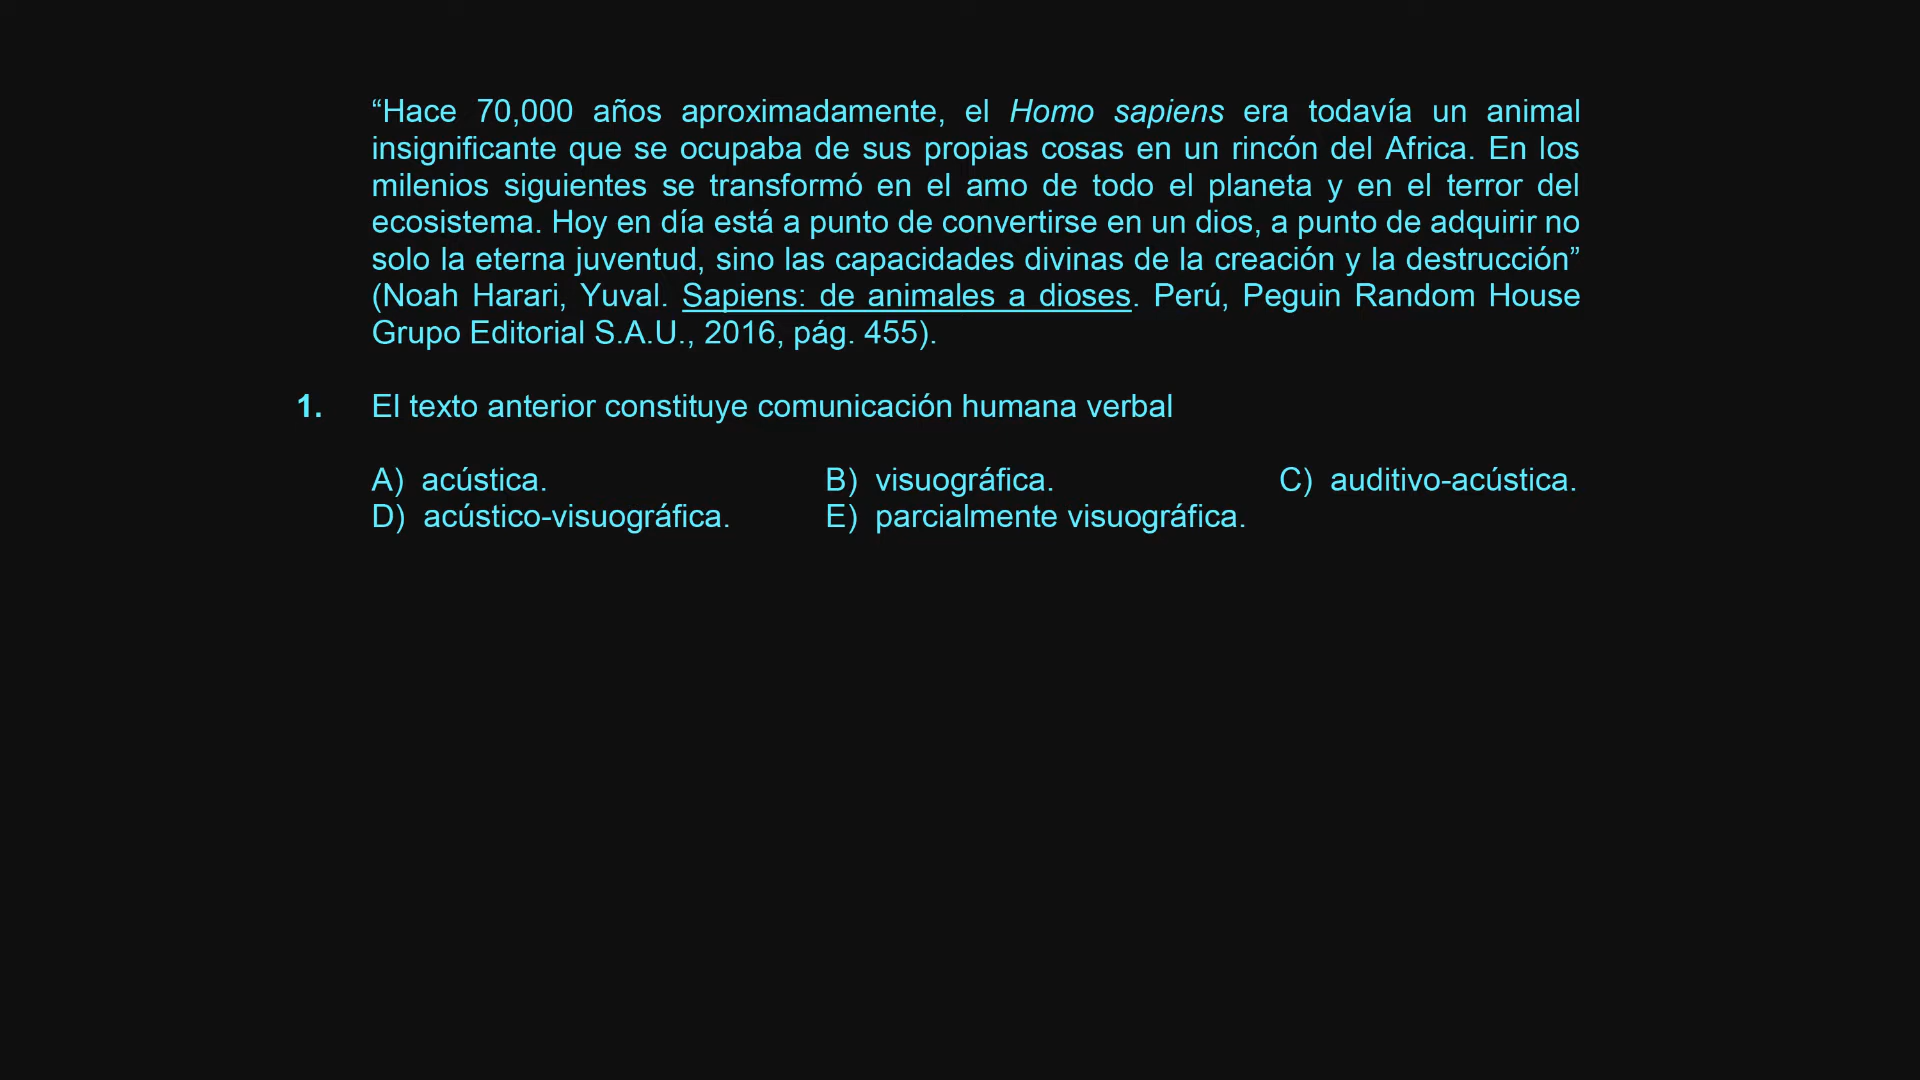 “Hace 70,000 años aproximadamente, el Homo sapiens era todavía un animal
insignificante que se ocupaba de sus propias cosas en un rincón del Africa. En los
milenios siguientes se transformó en el amo de todo el planeta y en el terror del
ecosistema. Hoy en día está a punto de convertirse en un dios, a punto de adquirir no
solo la eterna juventud, sino las capacidades divinas de la creación y la destrucción”
(Noah Harari, Yuval. Sapiens: de animales a dioses. Perú, Peguin Random House
Grupo Editorial S.A.U., 2016, pág. 455).
1. El texto anterior constituye comunicación humana verbal
A) acústica. B) visuográfica. C) auditivo-acústica.
D) acústico-visuográfica. E) parcialmente visuográfica.